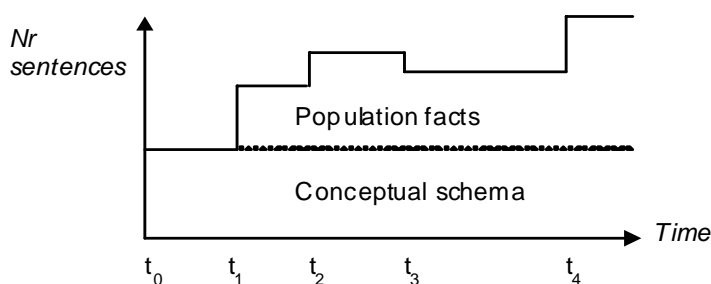 Nr
sentences
Population facts
Conceptual schema
Time
t0 t1 t2 t3 t4